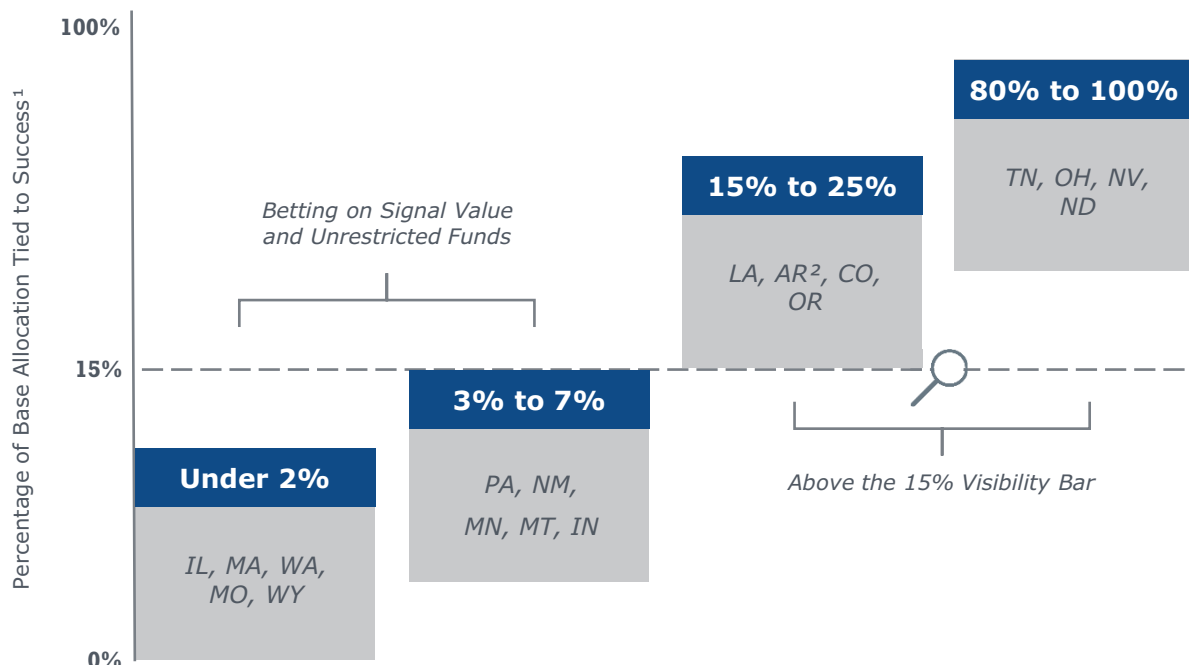 Percentage of Base Allocation Tied to Success¹
100%
80% to 100%
TN, OH, NV,
ND
15% to 25%
LA, AR², CO,
OR
Betting on Signal Value
and Unrestricted Funds
15%
3% to 7%
PA, NM,
MN, MT, IN
Above the 15% Visibility Bar
Under 2%
IL, MA, WA,
MO, WY
0%